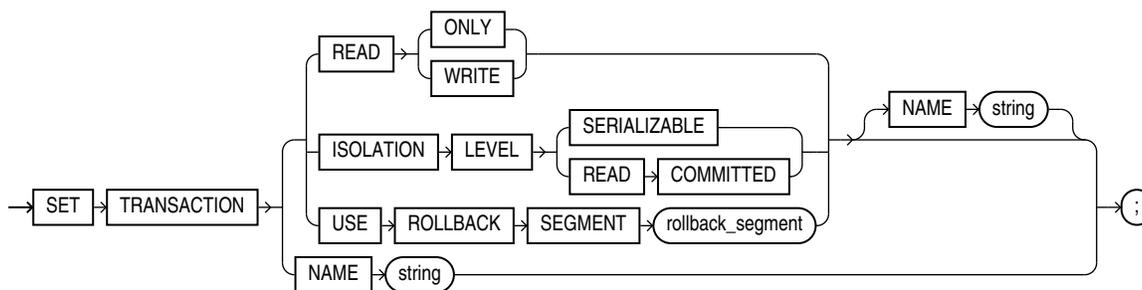 ONLY
READ
WRITE
NAME string
SERIALIZABLE
ISOLATION LEVEL
READ COMMITTED
SET TRANSACTION
;
USE ROLLBACK SEGMENT rollback_segment
NAME string